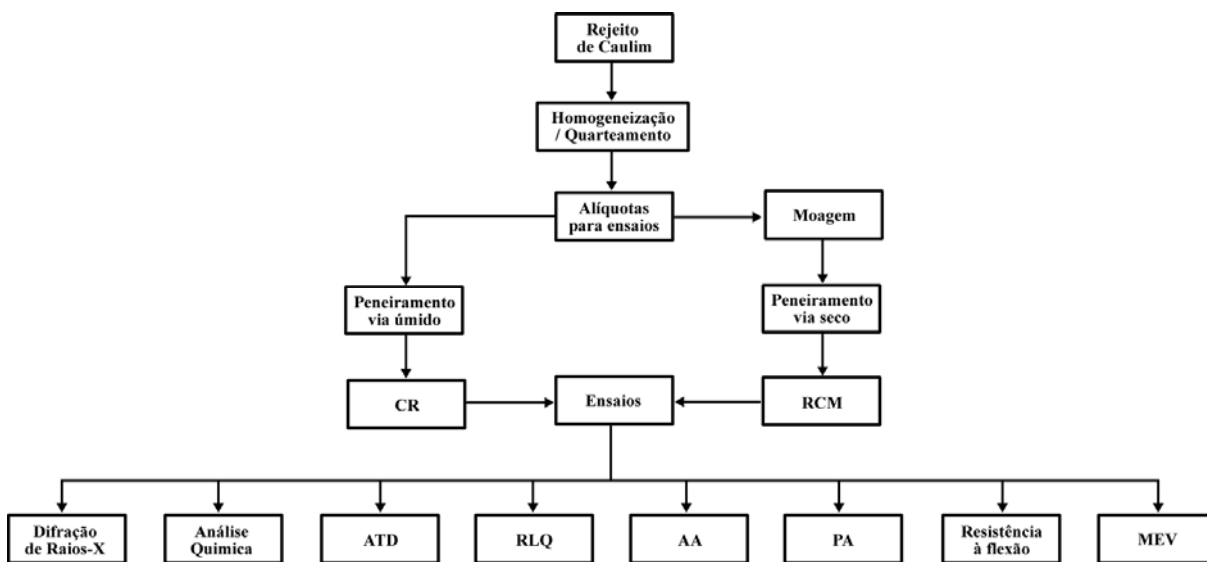 Rejeito
de Caulim
Homogeneização
/ Quarteamento
Alíquotas
para ensaios
Moagem
Peneiramento
via úmido
Peneiramento
via seco
CR
Ensaios
RCM
Difração
de Raios-X
Análise
Quimica
ATD
RLQ
AA
PA
Resistência
à flexão
MEV